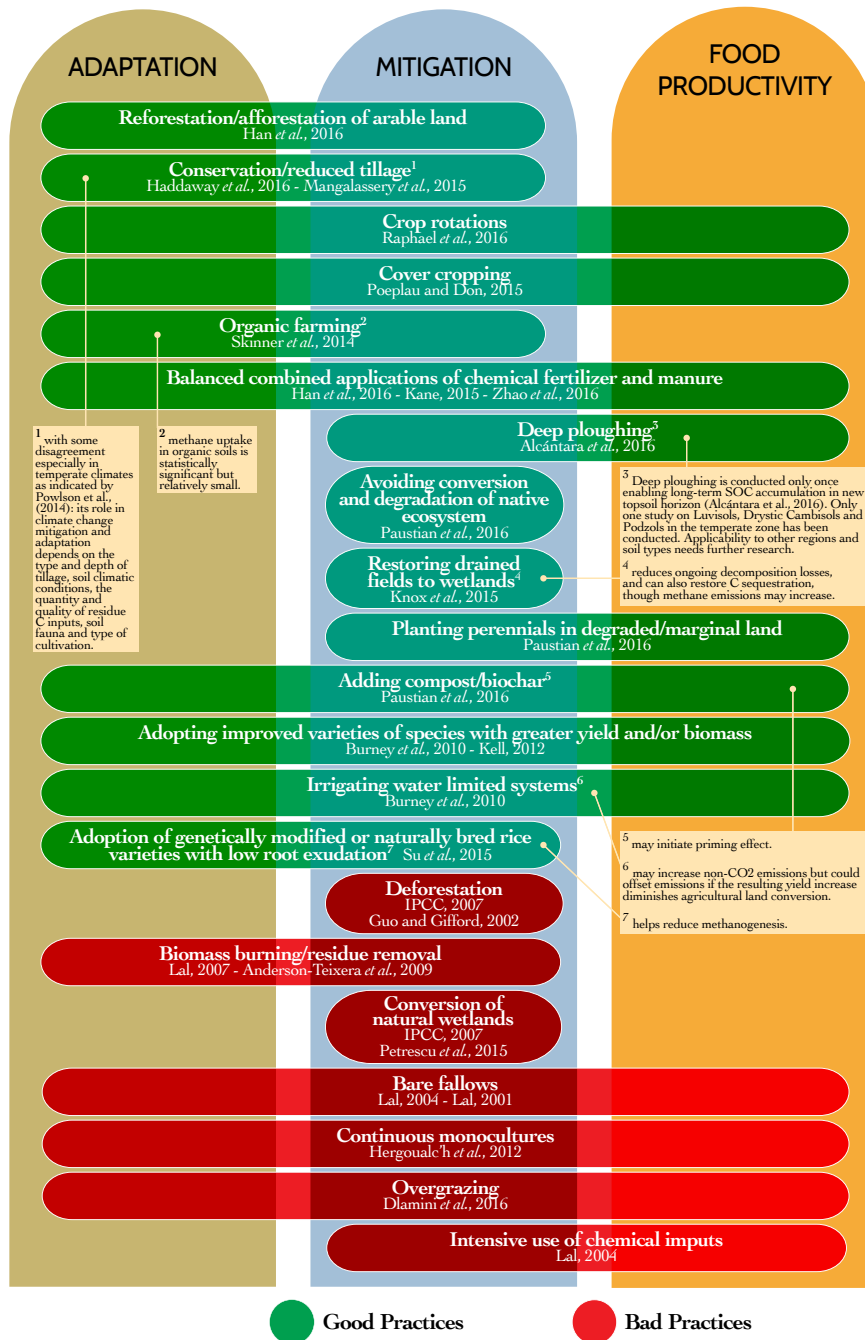 ADAPTATION
MITIGATION
FOOD
PRODUCTIVITY
Reforestation/afforestation of arable land
Han et al., 2016
Conservation/reduced tillage1
Haddaway et al., 2016 - Mangalassery et al., 2015
Crop rotations
Raphael et al., 2016
Cover cropping
Poeplau and Don, 2015
Organic farming2
Skinner et al., 2014
Balanced combined applications of chemical fertilizer and manure
Han et al., 2016 - Kane, 2015 - Zhao et al., 2016
Deep ploughing3
Alcántara et al., 2016
1 with some
disagreement
especially in
temperate climates
as indicated by
Powlson et al.,
(2014): its role in
climate change
mitigation and
adaptation
depends on the
type and depth of
tillage, soil climatic
conditions, the
quantity and
quality of residue
C inputs, soil
fauna and type of
cultivation.
2 methane uptake
in organic soils is
statistically
significant but
relatively small.
Avoiding conversion
and degradation of native
ecosystem
Paustian et al., 2016
3 Deep ploughing is conducted only once
enabling long-term SOC accumulation in new
topsoil horizon (Alcántara et al., 2016). Only
one study on Luvisols, Drystic Cambisols and
Podzols in the temperate zone has been
conducted. Applicability to other regions and
soil types needs further research.
4 reduces ongoing decomposition losses,
and can also restore C sequestration,
though methane emissions may increase.
Restoring drained
fields to wetlands4
Knox et al., 2015
Planting perennials in degraded/marginal land
Paustian et al., 2016
Adding compost/biochar5
Paustian et al., 2016
Adopting improved varieties of species with greater yield and/or biomass
Burney et al., 2010 - Kell, 2012
Irrigating water limited systems6
Burney et al., 2010
Adoption of genetically modified or naturally bred rice
varieties with low root exudation7 Su et al., 2015
5 may initiate priming effect.
6 may increase non-CO2 emissions but could
offset emissions if the resulting yield increase
diminishes agricultural land conversion.
7 helps reduce methanogenesis.
Deforestation
IPCC, 2007
Guo and Gifford, 2002
Biomass burning/residue removal
Lal, 2007 - Anderson-Teixera et al., 2009
Conversion of
natural wetlands
IPCC, 2007
Petrescu et al., 2015
Bare fallows
Lal, 2004 - Lal, 2001
Continuous monocultures
Hergoualc'h et al., 2012
Overgrazing
Dlamini et al., 2016
Intensive use of chemical imputs
Lal, 2004
Good Practices
Bad Practices